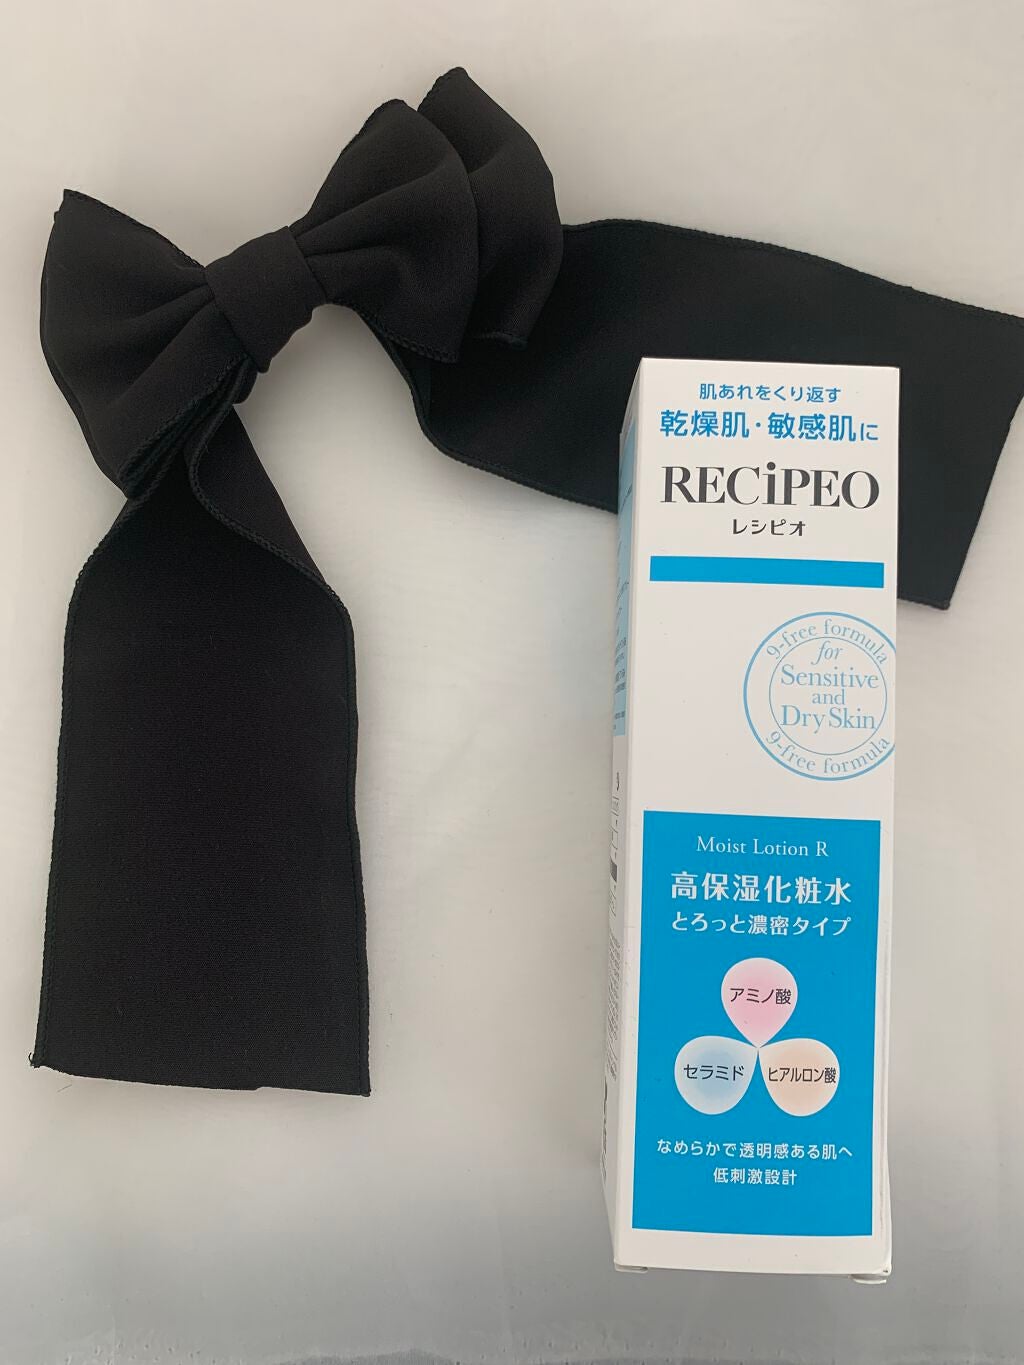 肌あれをくり返す
乾燥肌・敏感肌に
RECiPEO
レシピオ
9-free formula
for
Sensitive
and
Dry Skin
9-free formula
Moist Lotion R
高保湿化粧水
とろっと濃密タイプ
アミノ酸
セラミド
ヒアルロン酸
なめらかで透明感ある肌へ
低刺激設計